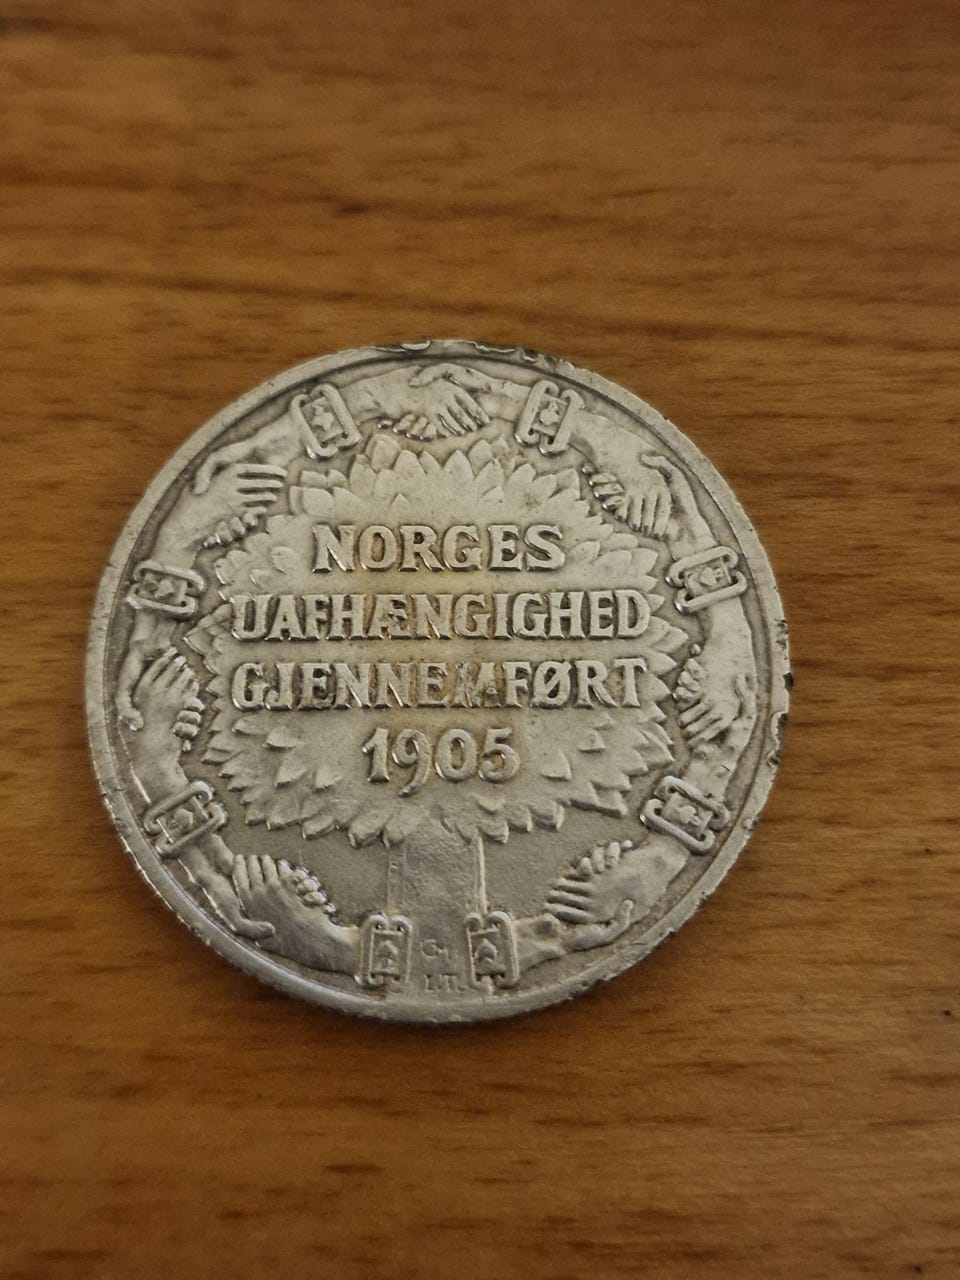 NORGES
UAFHÆNGIGHED
GJENNEMFØRT
1905
I.T.